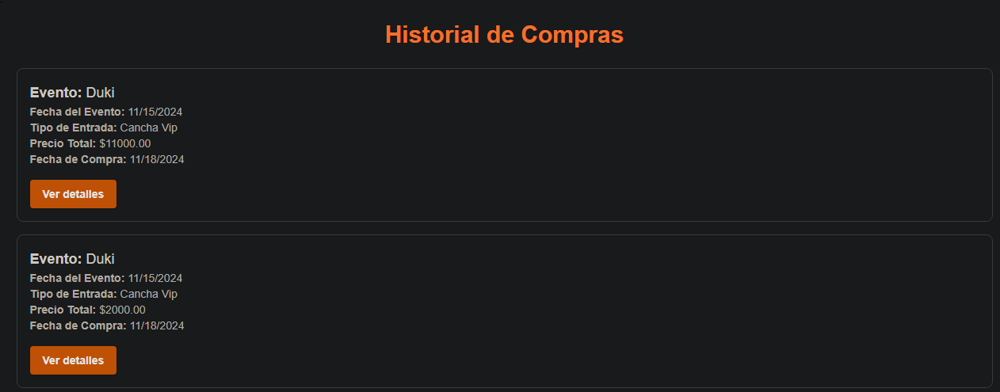 Historial de Compras
Evento: Duki
Fecha del Evento: 11/15/2024
Tipo de Entrada: Cancha Vip
Precio Total: $11000.00
Fecha de Compra: 11/18/2024
Ver detalles
Evento: Duki
Fecha del Evento: 11/15/2024
Tipo de Entrada: Cancha Vip
Precio Total: $2000.00
Fecha de Compra: 11/18/2024
Ver detalles